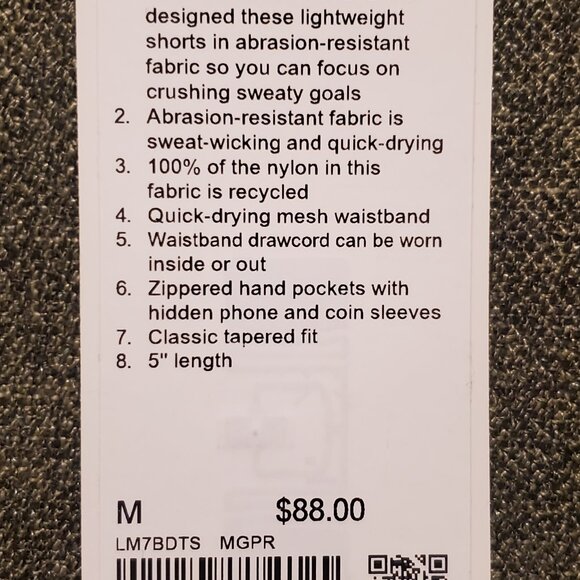 designed these lightweight
shorts in abrasion-resistant
fabric so you can focus on
crushing sweaty goals
2. Abrasion-resistant fabric is
sweat-wicking and quick-drying
3. 100% of the nylon in this
fabric is recycled
4. Quick-drying mesh waistband
5. Waistband drawcord can be worn
inside or out
6. Zippered hand pockets with
hidden phone and coin sleeves
7. Classic tapered fit
8. 5" length
M $88.00
LM7BDTS MGPR